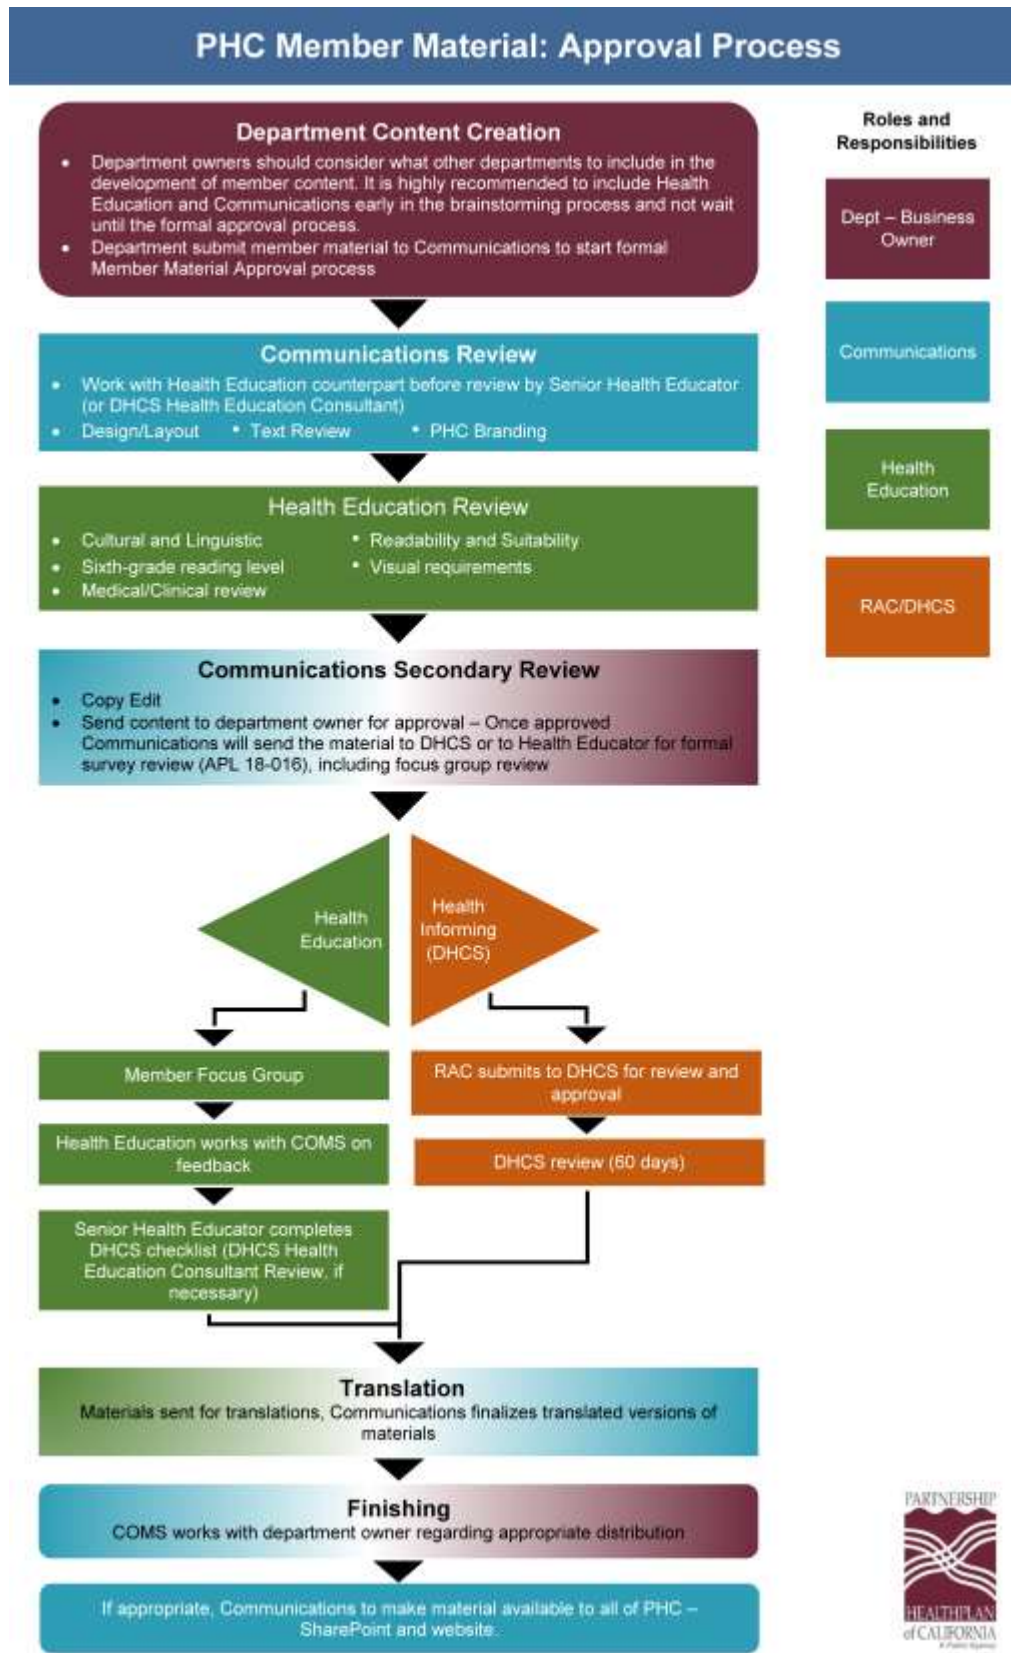 PHC Member Material: Approval Process
Department Content Creation
• Department owners should consider what other departments to include in the
development of member content. It is highly recommended to include Health
Education and Communications early in the brainstorming process and not wait
until the formal approval process.
• Department submit member material to Communications to start formal
Member Material Approval process
Roles and
Responsibilities
Dept – Business
Owner
Communications
Health
Education
RAC/DHCS
Communications Review
• Work with Health Education counterpart before review by Senior Health Educator
(or DHCS Health Education Consultant)
• Design/Layout • Text Review • PHC Branding
Health Education Review
• Cultural and Linguistic • Readability and Suitability
• Sixth-grade reading level • Visual requirements
• Medical/Clinical review
Communications Secondary Review
• Copy Edit
• Send content to department owner for approval – Once approved
Communications will send the material to DHCS or to Health Educator for formal
survey review (APL 18-016), including focus group review
Health
Education
Health
Informing
(DHCS)
Member Focus Group
Health Education works with COMS on
feedback
Senior Health Educator completes
DHCS checklist (DHCS Health
Education Consultant Review, if
necessary)
RAC submits to DHCS for review and
approval
DHCS review (60 days)
Translation
Materials sent for translations, Communications finalizes translated versions of
materials
Finishing
COMS works with department owner regarding appropriate distribution
If appropriate, Communications to make material available to all of PHC –
SharePoint and website.
PARTNERSHIP
HEALTHPLAN
of CALIFORNIA
A Public Agency